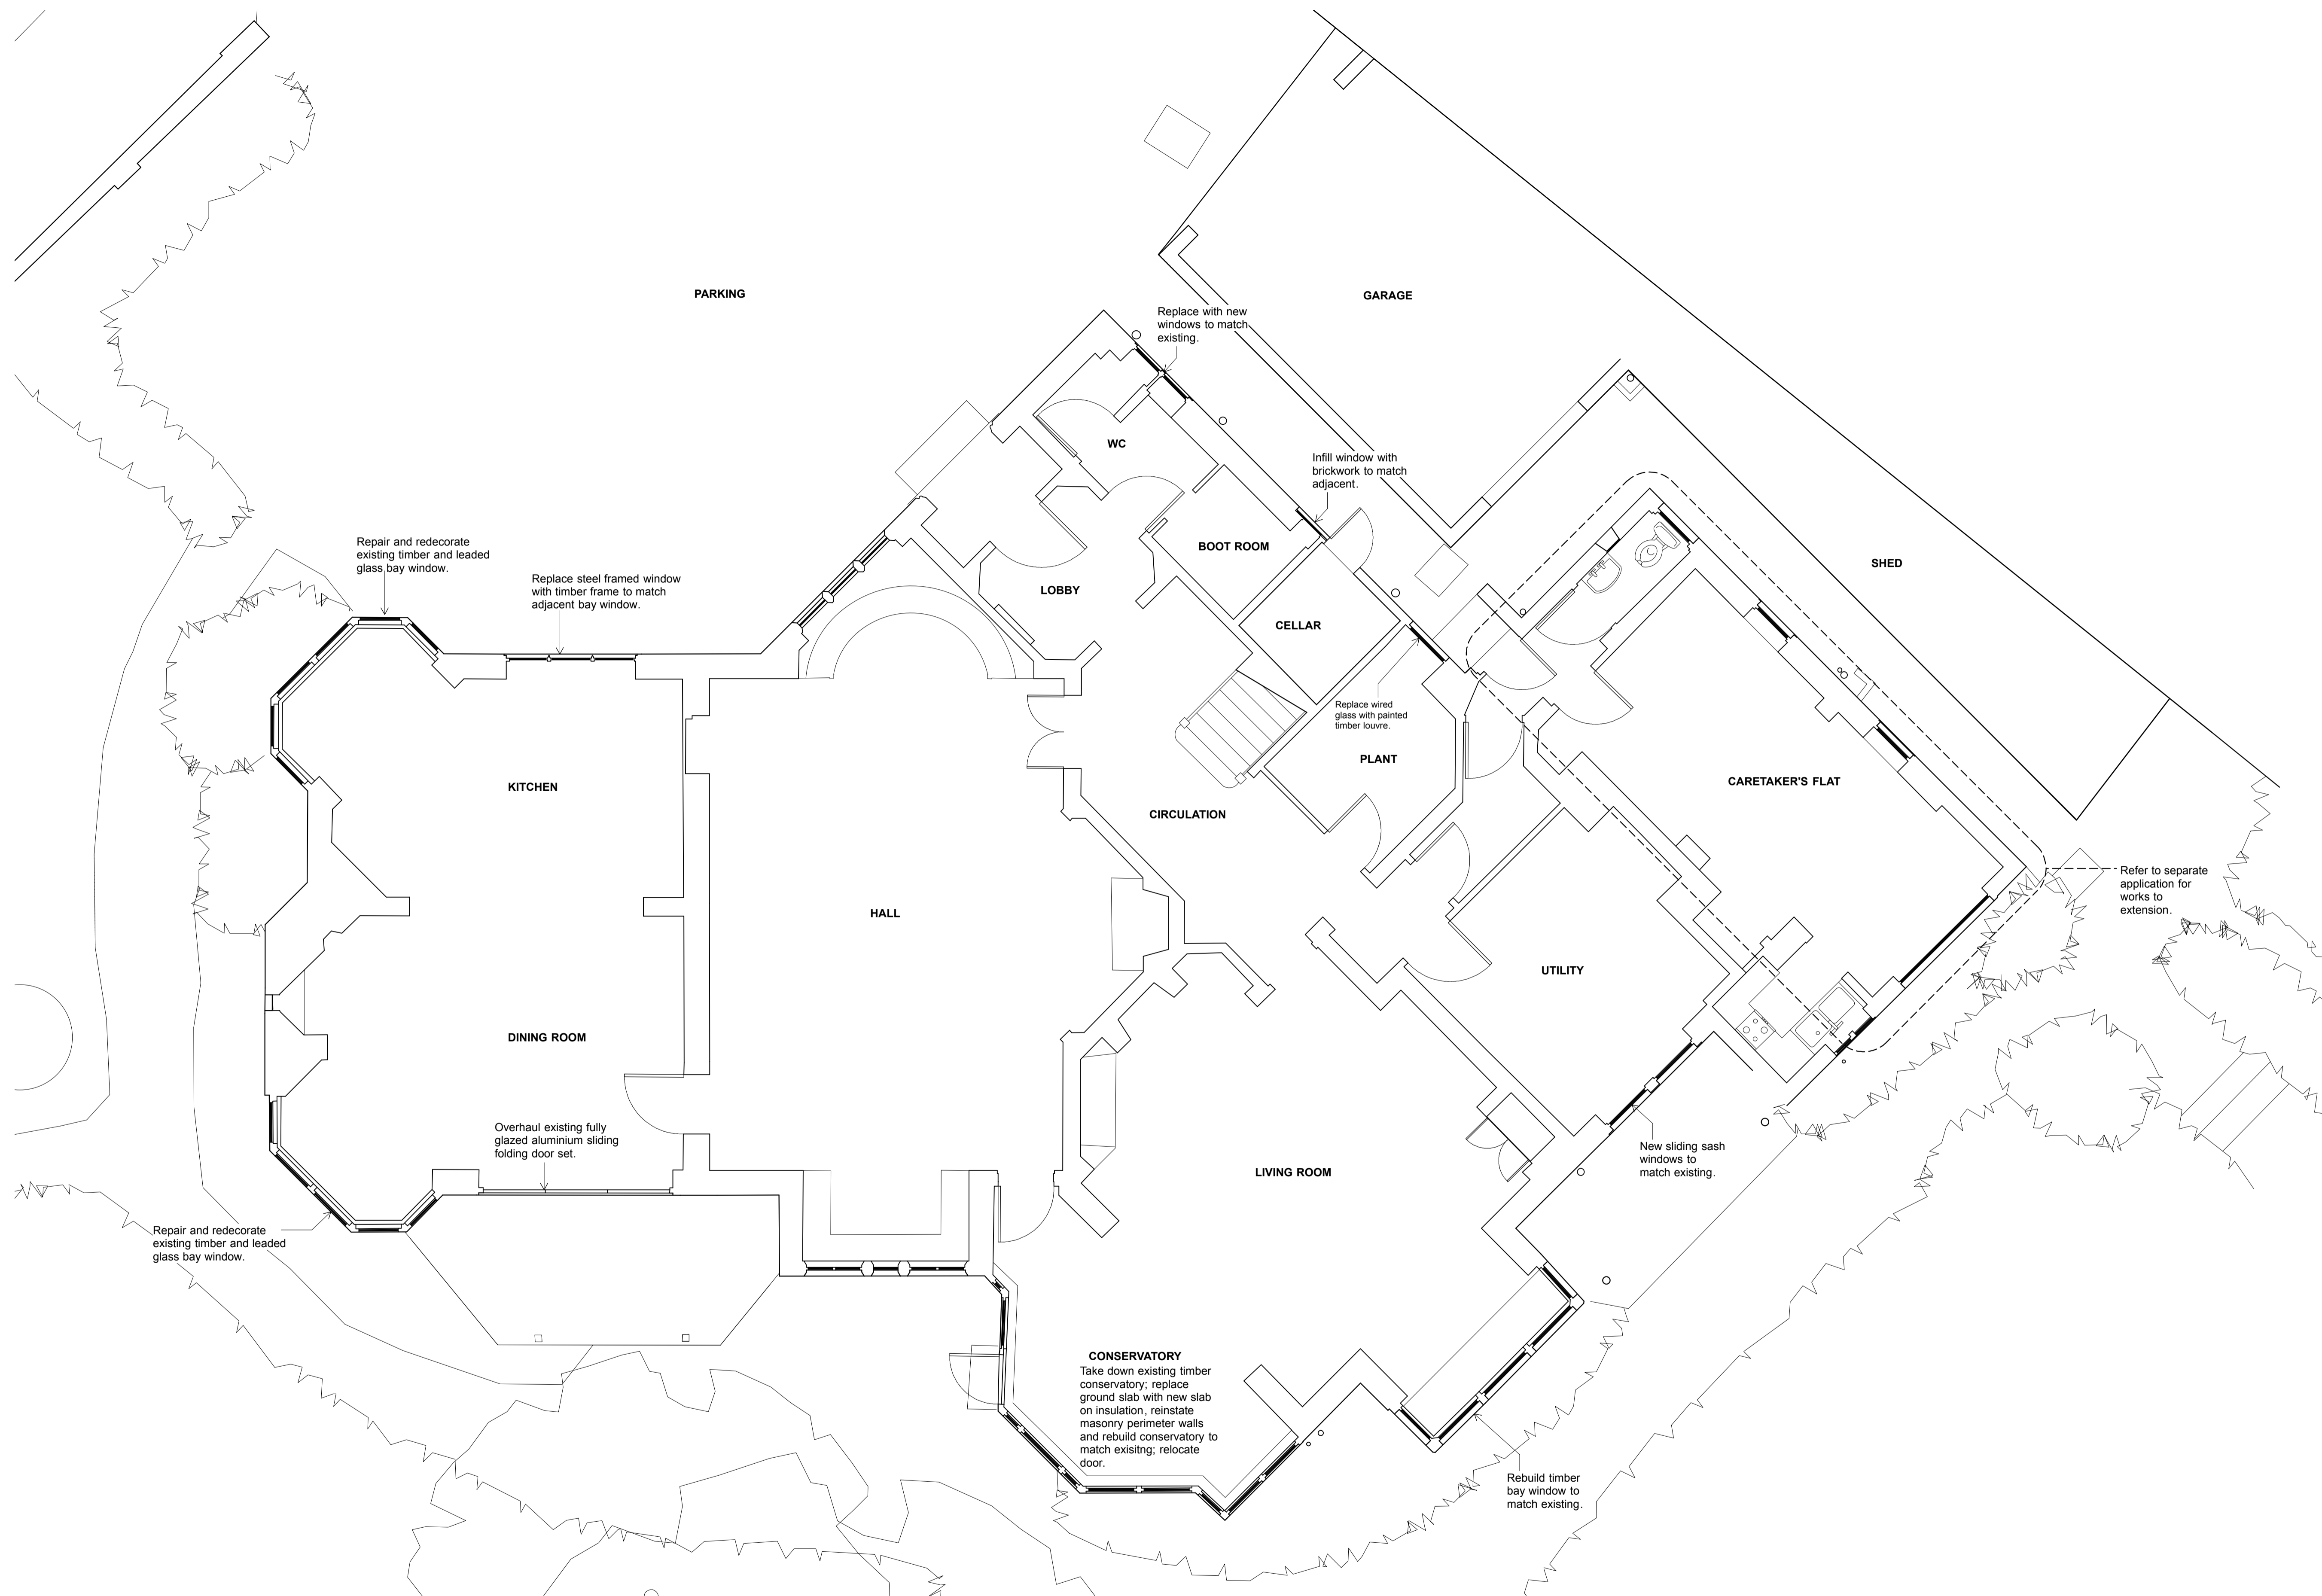 PARKING
GARAGE
Replace with new
windows to match
existing.
WC
Infill window with
brickwork to match
adjacent.
Repair and redecorate
existing timber and leaded
glass bay window.
Replace steel framed window
with timber frame to match
adjacent bay window.
BOOT ROOM
SHED
LOBBY
CELLAR
Replace wired
glass with painted
timber louvre.
PLANT
KITCHEN
CARETAKER'S FLAT
CIRCULATION
Refer to separate
application for
works to
extension.
HALL
UTILITY
DINING ROOM
Overhaul existing fully
glazed aluminium sliding
folding door set.
New sliding sash
windows to
match existing.
LIVING ROOM
Repair and redecorate
existing timber and leaded
glass bay window.
CONSERVATORY
Take down existing timber
conservatory; replace
ground slab with new slab
on insulation, reinstate
masonry perimeter walls
and rebuild conservatory to
match exisitng; relocate
door.
Rebuild timber
bay window to
match existing.